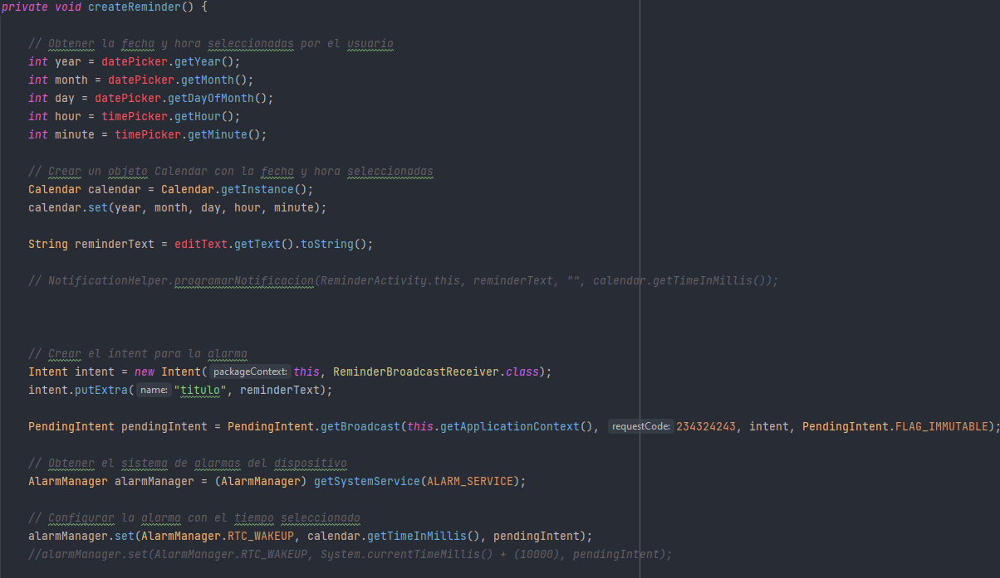 private void createReminder() {
// Obtener la fecha y hora seleccionadas por el usuario
int year = datePicker.getYear();
int month = datePicker.getMonth();
int day = datePicker.getDayOfMonth();
int hour = timePicker.getHour();
int minute = timePicker.getMinute();
// Crear un objeto Calendar con la fecha y hora seleccionadas
Calendar calendar = Calendar.getInstance();
calendar.set(year, month, day, hour, minute);
String reminderText = editText.getText().toString();
// NotificationHelper.programarNotificacion(ReminderActivity.this, reminderText, "", calendar.getTimeInMillis());
// Crear el intent para la alarma
Intent intent = new Intent( packageContext: this, ReminderBroadcastReceiver.class);
intent.putExtra( name: "titulo", reminderText);
PendingIntent pendingIntent = PendingIntent.getBroadcast(this.getApplicationContext(), requestCode: 234324243, intent, PendingIntent.FLAG_IMMUTABLE);
// Obtener el sistema de alarmas del dispositivo
AlarmManager alarmManager = (AlarmManager) getSystemService(ALARM_SERVICE);
// Configurar la alarma con el tiempo seleccionado
alarmManager.set(AlarmManager.RTC_WAKEUP, calendar.getTimeInMillis(), pendingIntent);
//alarmManager.set(AlarmManager.RTC_WAKEUP, System.currentTimeMillis() + (10000), pendingIntent);